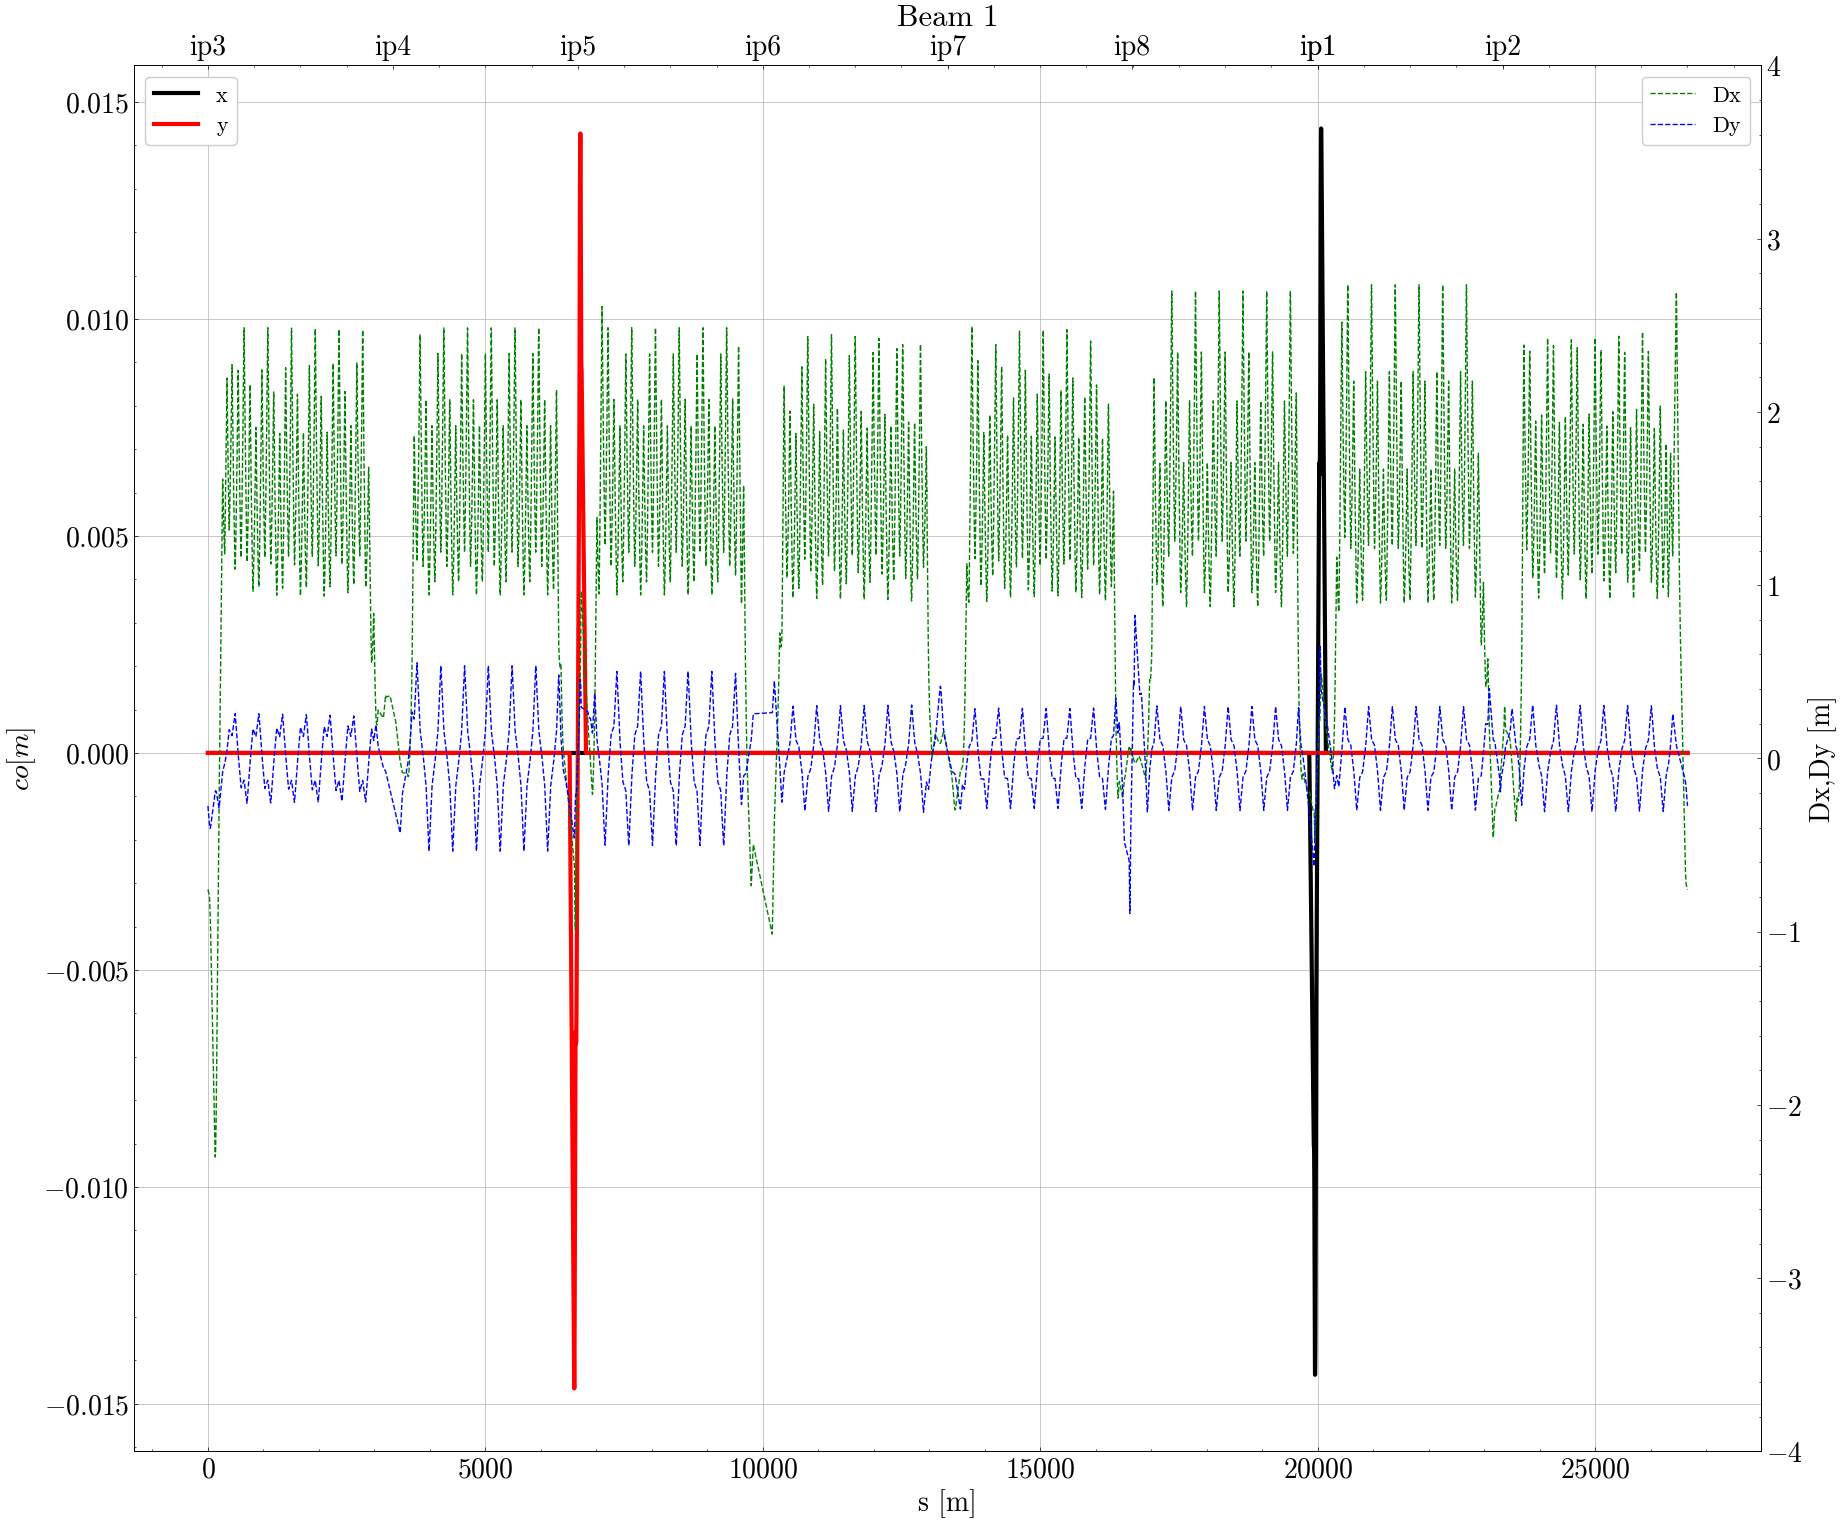 Beam 1
ip3 ip4 ip5 ip6 ip7 ip8 ip1 ip2
x
y
Dx
Dy
0.015
0.010
0.005
0.000
−0.005
−0.010
−0.015
co[m]
4
3
2
1
0
−1
−2
−3
−4
Dx,Dy [m]
0 5000 10000 15000 20000 25000
s [m]